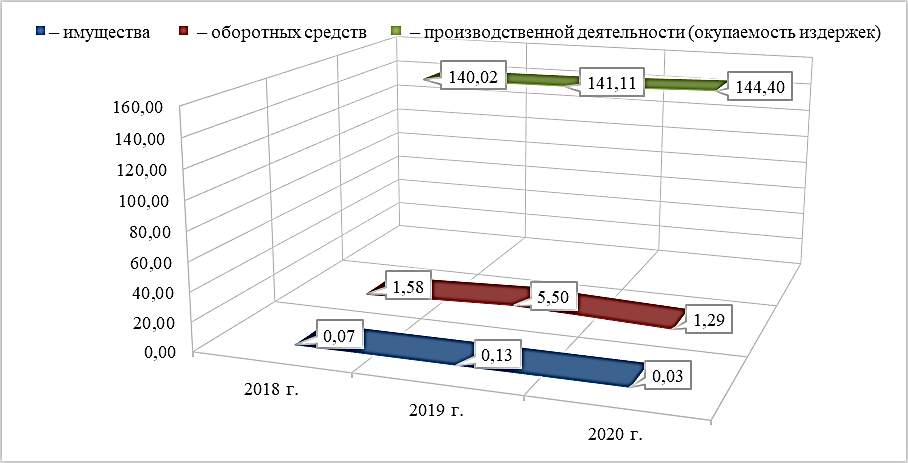 – имущества – оборотных средств – производственной деятельности (окупаемость издержек)
140,02 141,11 144,40
160,00
140,00
120,00
100,00
80,00
60,00
40,00
20,00
0,00
1,58 5,50 1,29
0,07 0,13 0,03
2018 г.
2019 г.
2020 г.